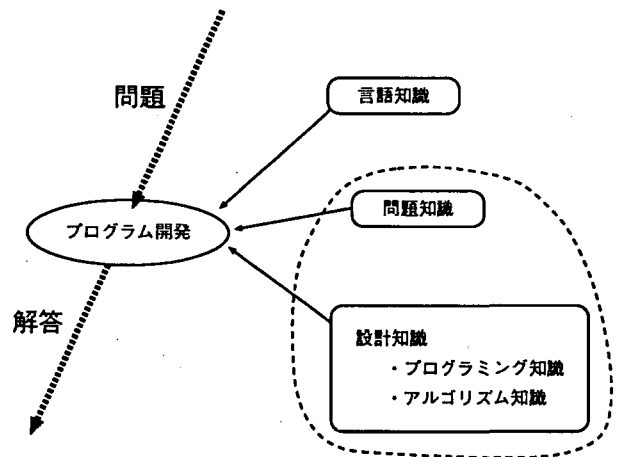 問題
言語知識
問題知識
プログラム開発
解答
設計知識
・プログラミング知識
・アルゴリズム知識